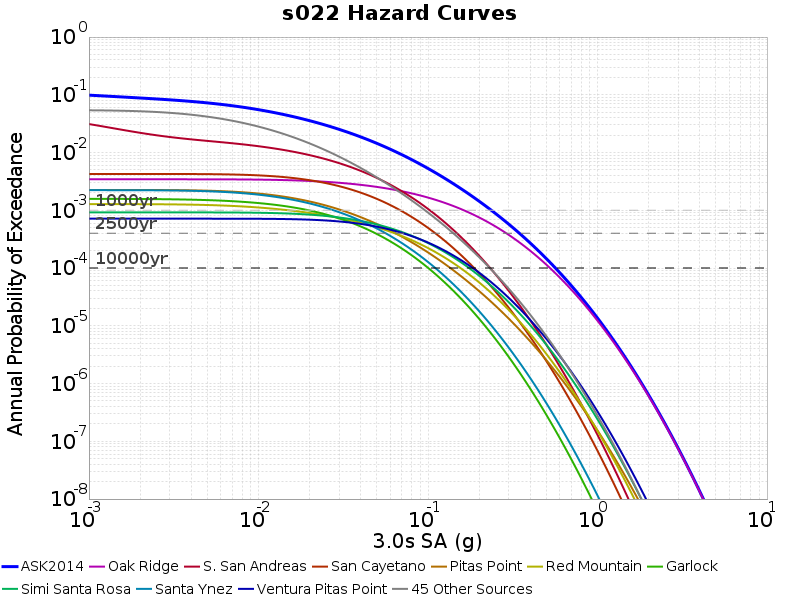 s022 Hazard Curves
Annual Probability of Exceedance
10^0
10^-1
10^-2
10^-3
10^-4
10^-5
10^-6
10^-7
10^-8
1000yr
2500yr
10000yr
10^-3 10^-2 10^-1 10^0 10^1
3.0s SA (g)
ASK2014 Oak Ridge S. San Andreas San Cayetano Pitas Point Red Mountain Garlock
Simi Santa Rosa Santa Ynez Ventura Pitas Point 45 Other Sources